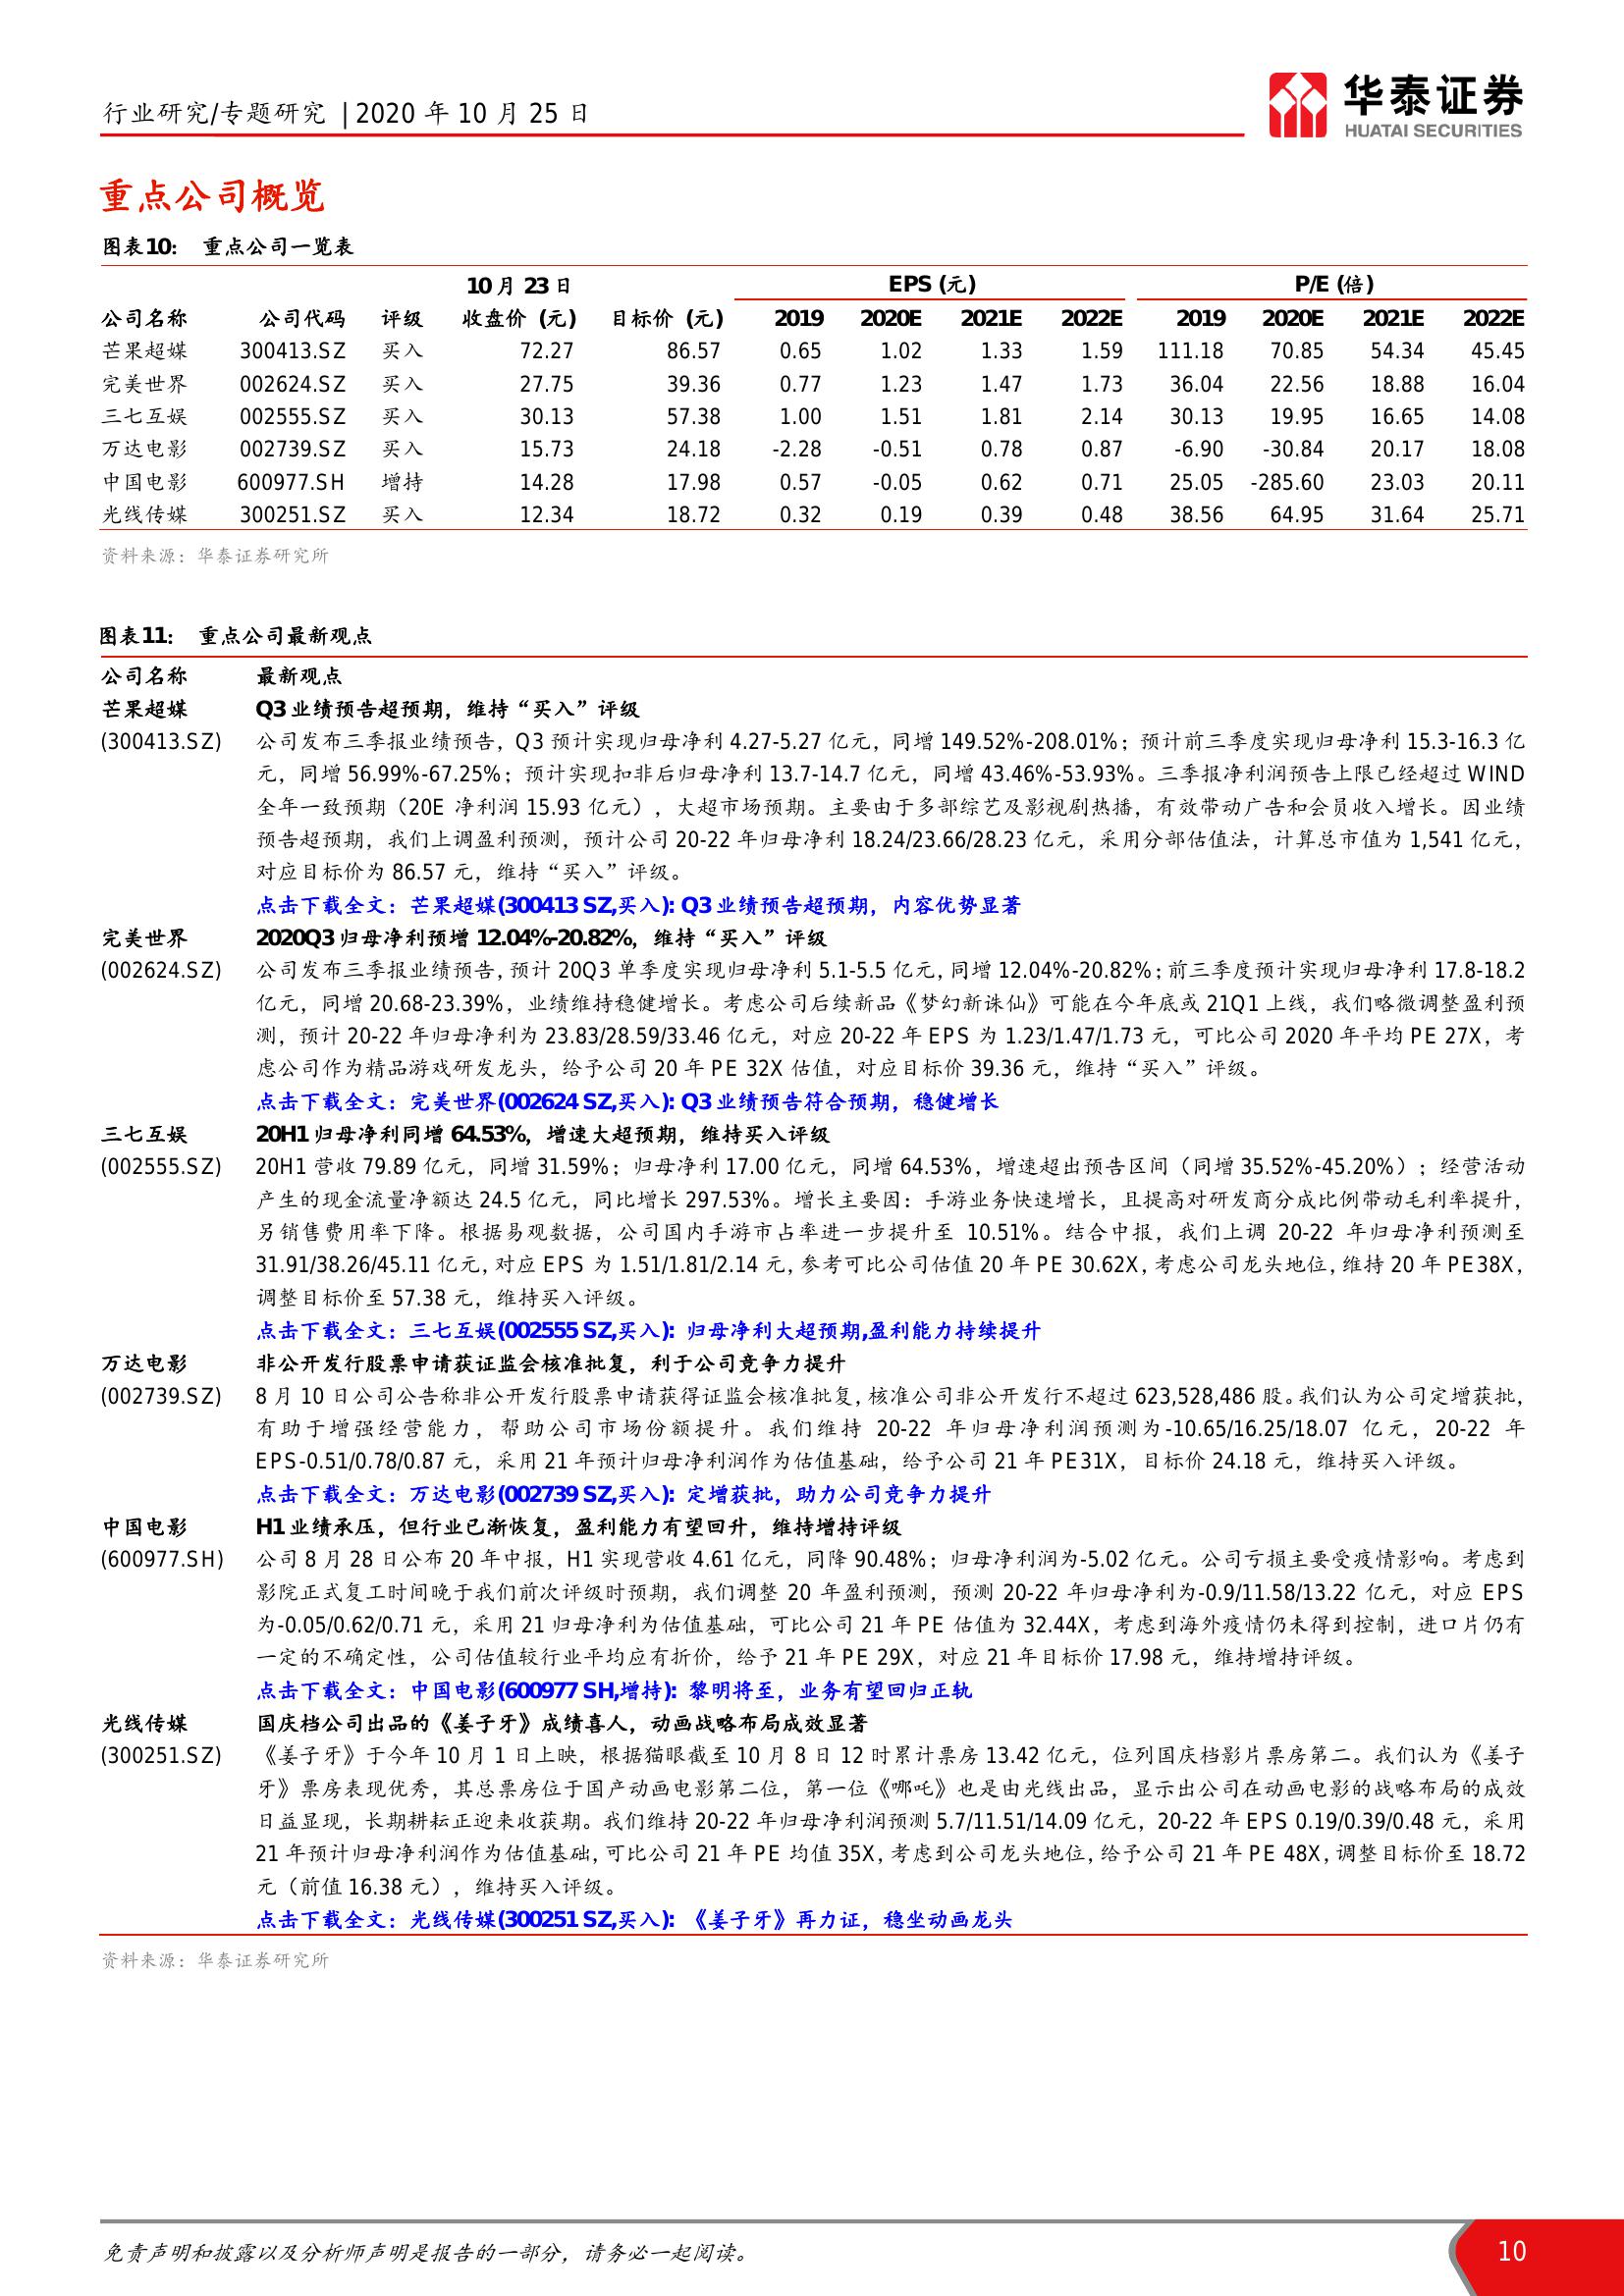 行业研究/专题研究 | 2020 年 10 月 25 日
华泰证券
HUATAI SECURITIES
重点公司概览
图表10： 重点公司一览表
10 月 23 日 EPS (元) P/E (倍)
公司名称 公司代码 评级 收盘价 (元) 目标价 (元) 2019 2020E 2021E 2022E 2019 2020E 2021E 2022E
芒果超媒 300413.SZ 买入 72.27 86.57 0.65 1.02 1.33 1.59 111.18 70.85 54.34 45.45
完美世界 002624.SZ 买入 27.75 39.36 0.77 1.23 1.47 1.73 36.04 22.56 18.88 16.04
三七互娱 002555.SZ 买入 30.13 57.38 1.00 1.51 1.81 2.14 30.13 19.95 16.65 14.08
万达电影 002739.SZ 买入 15.73 24.18 -2.28 -0.51 0.78 0.87 -6.90 -30.84 20.17 18.08
中国电影 600977.SH 增持 14.28 17.98 0.57 -0.05 0.62 0.71 25.05 -285.60 23.03 20.11
光线传媒 300251.SZ 买入 12.34 18.72 0.32 0.19 0.39 0.48 38.56 64.95 31.64 25.71
资料来源：华泰证券研究所
图表11： 重点公司最新观点
公司名称 最新观点
芒果超媒 Q3 业绩预告超预期，维持“买入”评级
(300413.SZ) 公司发布三季报业绩预告，Q3 预计实现归母净利 4.27-5.27 亿元，同增 149.52%-208.01%；预计前三季度实现归母净利 15.3-16.3 亿
元，同增 56.99%-67.25%；预计实现扣非后归母净利 13.7-14.7 亿元，同增 43.46%-53.93%。三季报净利润预告上限已经超过 WIND
全年一致预期（20E 净利润 15.93 亿元），大超市场预期。主要由于多部综艺及影视剧热播，有效带动广告和会员收入增长。因业绩
预告超预期，我们上调盈利预测，预计公司 20-22 年归母净利 18.24/23.66/28.23 亿元，采用分部估值法，计算总市值为 1,541 亿元，
对应目标价为 86.57 元，维持“买入”评级。
点击下载全文：芒果超媒(300413 SZ,买入): Q3 业绩预告超预期，内容优势显著
完美世界 2020Q3 归母净利预增 12.04%-20.82%，维持“买入”评级
(002624.SZ) 公司发布三季报业绩预告，预计 20Q3 单季度实现归母净利 5.1-5.5 亿元，同增 12.04%-20.82%；前三季度预计实现归母净利 17.8-18.2
亿元，同增 20.68-23.39%，业绩维持稳健增长。考虑公司后续新品《梦幻新诛仙》可能在今年底或 21Q1 上线，我们略微调整盈利预
测，预计 20-22 年归母净利为 23.83/28.59/33.46 亿元，对应 20-22 年 EPS 为 1.23/1.47/1.73 元，可比公司 2020 年平均 PE 27X，考
虑公司作为精品游戏研发龙头，给予公司 20 年 PE 32X 估值，对应目标价 39.36 元，维持“买入”评级。
点击下载全文：完美世界(002624 SZ,买入): Q3 业绩预告符合预期，稳健增长
三七互娱 20H1 归母净利同增 64.53%，增速大超预期，维持买入评级
(002555.SZ) 20H1 营收 79.89 亿元，同增 31.59%；归母净利 17.00 亿元，同增 64.53%，增速超出预告区间（同增 35.52%-45.20%）；经营活动
产生的现金流量净额达 24.5 亿元，同比增长 297.53%。增长主要因：手游业务快速增长，且提高对研发商分成比例带动毛利率提升，
另销售费用率下降。根据易观数据，公司国内手游市占率进一步提升至 10.51%。结合中报，我们上调 20-22 年归母净利预测至
31.91/38.26/45.11 亿元，对应 EPS 为 1.51/1.81/2.14 元，参考可比公司估值 20 年 PE 30.62X，考虑公司龙头地位，维持 20 年 PE38X，
调整目标价至 57.38 元，维持买入评级。
点击下载全文：三七互娱(002555 SZ,买入): 归母净利大超预期,盈利能力持续提升
万达电影 非公开发行股票申请获证监会核准批复，利于公司竞争力提升
(002739.SZ) 8 月 10 日公司公告称非公开发行股票申请获得证监会核准批复，核准公司非公开发行不超过 623,528,486 股。我们认为公司定增获批，
有助于增强经营能力，帮助公司市场份额提升。我们维持 20-22 年归母净利润预测为-10.65/16.25/18.07 亿元，20-22 年
EPS-0.51/0.78/0.87 元，采用 21 年预计归母净利润作为估值基础，给予公司 21 年 PE31X，目标价 24.18 元，维持买入评级。
点击下载全文：万达电影(002739 SZ,买入): 定增获批，助力公司竞争力提升
中国电影 H1 业绩承压，但行业已渐恢复，盈利能力有望回升，维持增持评级
(600977.SH) 公司 8 月 28 日公布 20 年中报，H1 实现营收 4.61 亿元，同降 90.48%；归母净利润为-5.02 亿元。公司亏损主要受疫情影响。考虑到
影院正式复工时间晚于我们前次评级时预期，我们调整 20 年盈利预测，预测 20-22 年归母净利为-0.9/11.58/13.22 亿元，对应 EPS
为-0.05/0.62/0.71 元，采用 21 归母净利为估值基础，可比公司 21 年 PE 估值为 32.44X，考虑到海外疫情仍未得到控制，进口片仍有
一定的不确定性，公司估值较行业平均应有折价，给予 21 年 PE 29X，对应 21 年目标价 17.98 元，维持增持评级。
点击下载全文：中国电影(600977 SH,增持): 黎明将至，业务有望回归正轨
光线传媒 国庆档公司出品的《姜子牙》成绩喜人，动画战略布局成效显著
(300251.SZ) 《姜子牙》于今年 10 月 1 日上映，根据猫眼截至 10 月 8 日 12 时累计票房 13.42 亿元，位列国庆档影片票房第二。我们认为《姜子
牙》票房表现优秀，其总票房位于国产动画电影第二位，第一位《哪吒》也是由光线出品，显示出公司在动画电影的战略布局的成效
日益显现，长期耕耘正迎来收获期。我们维持 20-22 年归母净利润预测 5.7/11.51/14.09 亿元，20-22 年 EPS 0.19/0.39/0.48 元，采用
21 年预计归母净利润作为估值基础，可比公司 21 年 PE 均值 35X，考虑到公司龙头地位，给予公司 21 年 PE 48X，调整目标价至 18.72
元（前值 16.38 元），维持买入评级。
点击下载全文：光线传媒(300251 SZ,买入): 《姜子牙》再力证，稳坐动画龙头
资料来源：华泰证券研究所
免责声明和披露以及分析师声明是报告的一部分，请务必一起阅读。 10